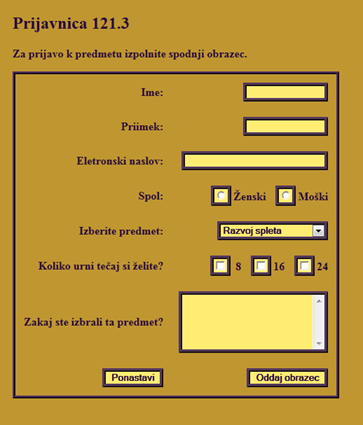 Prijavnica 121.3
Za prijavo k predmetu izpolnite spodnji obrazec.
Ime:
Priimek:
Eletronski naslov:
Spol: Ženski Moški
Izberite predmet: Razvoj spleta
Koliko urni tečaj si želite? 8 16 24
Zakaj ste izbrali ta predmet?
Ponastavi Oddaj obrazec